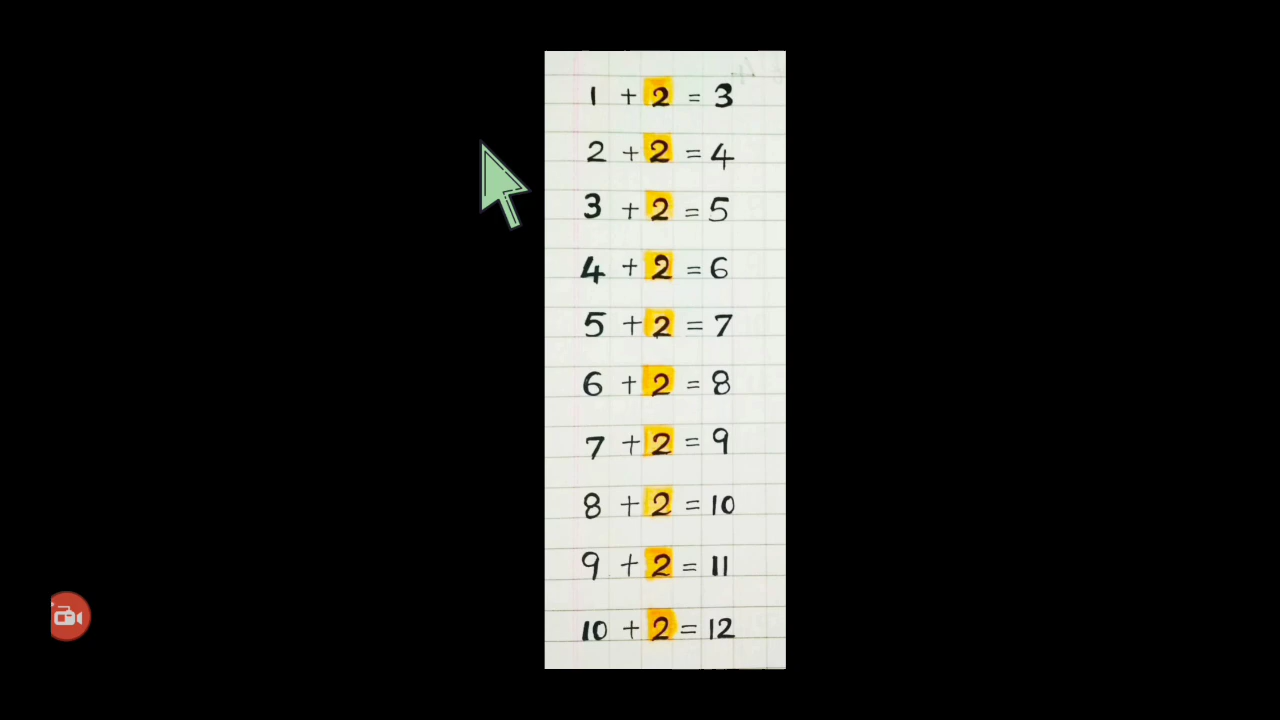 1 + 2 = 3
2 + 2 = 4
3 + 2 = 5
4 + 2 = 6
5 + 2 = 7
6 + 2 = 8
7 + 2 = 9
8 + 2 = 10
9 + 2 = 11
10 + 2 = 12